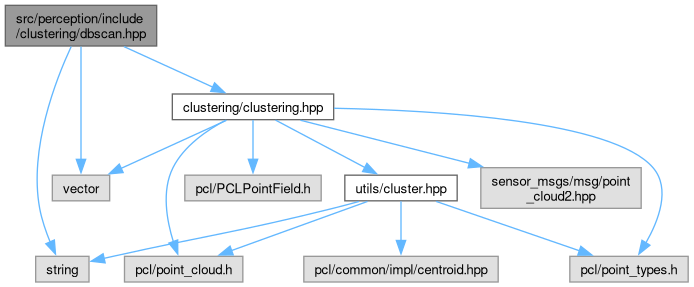 src/perception/include
/clustering/dbscan.hpp
clustering/clustering.hpp
vector
pcl/PCLPointField.h
utils/cluster.hpp
sensor_msgs/msg/point
_cloud2.hpp
string
pcl/point_cloud.h
pcl/common/impl/centroid.hpp
pcl/point_types.h